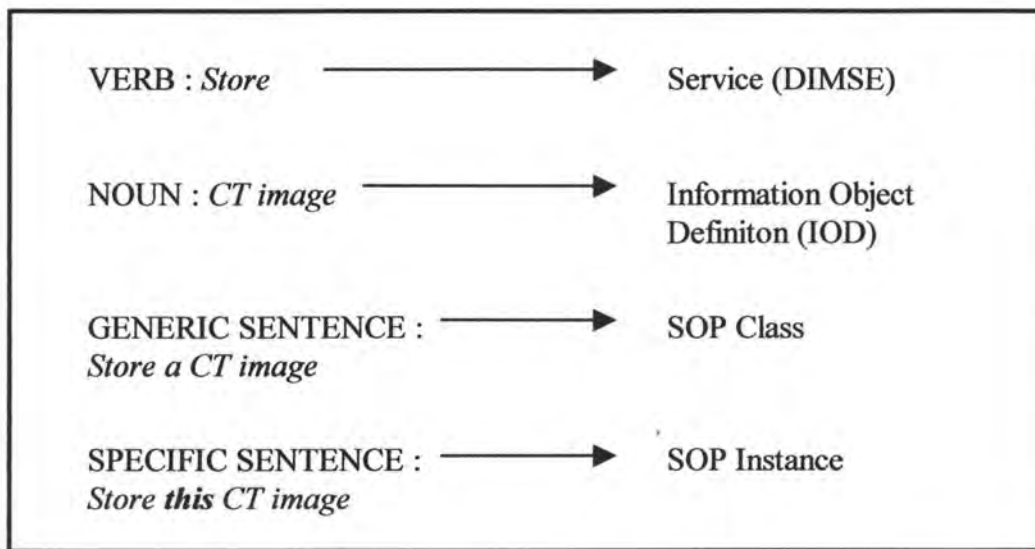 VERB : Store
Service (DIMSE)
NOUN : CT image
Information Object
Definiton (IOD)
GENERIC SENTENCE :
Store a CT image
SOP Class
SPECIFIC SENTENCE :
Store this CT image
SOP Instance